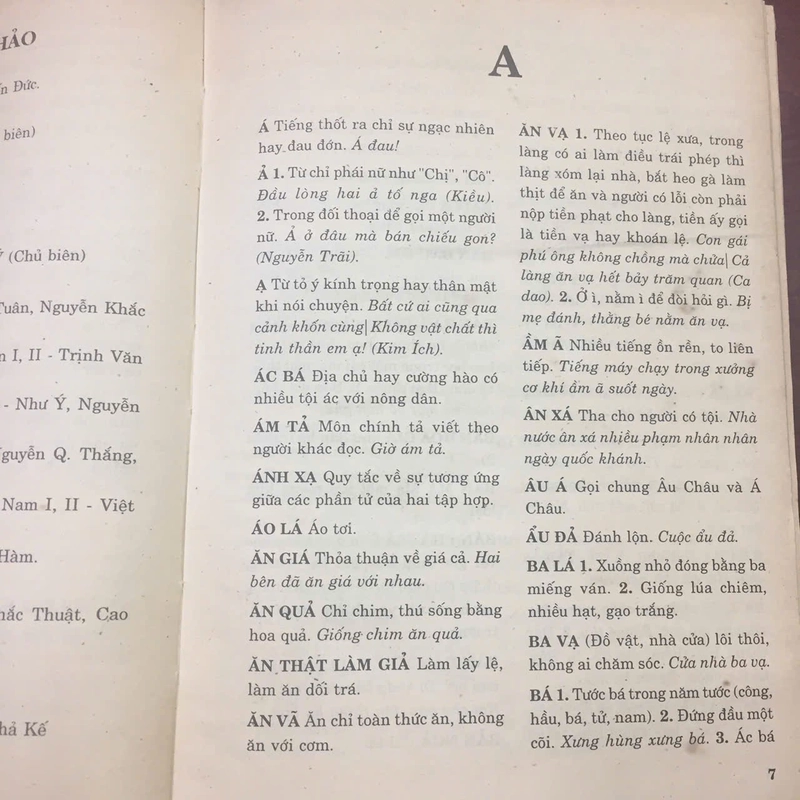 HẢO
n Đức.
biên)
Ý (Chủ biên)
Tuân, Nguyễn Khắc
n I, II - Trịnh Văn
- Như Ý, Nguyễn
guyễn Q. Thắng,
Nam I, II - Việt
Hàm.
hắc Thuật, Cao
hả Kế
A
Á Tiếng thốt ra chỉ sự ngạc nhiên
hay đau đớn. Á đau!
Ả 1. Từ chỉ phái nữ như "Chị", "Cô".
Đầu lòng hai ả tố nga (Kiều).
2. Trong đối thoại để gọi một người
nữ. Ả ở đâu mà bán chiếu gon?
(Nguyễn Trãi).
Ạ Từ tỏ ý kính trọng hay thân mật
khi nói chuyện. Bất cứ ai cũng qua
cảnh khốn cùng| Không vật chất thì
tinh thần em ạ! (Kim Ích).
ÁC BÁ Địa chủ hay cường hào có
nhiều tội ác với nông dân.
ÁM TẢ Môn chính tả viết theo
người khác đọc. Giờ ám tả.
ÁNH XẠ Quy tắc về sự tương ứng
giữa các phần tử của hai tập hợp.
ÁO LÁ Áo tơi.
ĂN GIÁ Thỏa thuận về giá cả. Hai
bên đã ăn giá với nhau.
ĂN QUẢ Chỉ chim, thú sống bằng
hoa quả. Giống chim ăn quả.
ĂN THẬT LÀM GIẢ Làm lấy lệ,
làm ăn dối trá.
ĂN VÃ Ăn chỉ toàn thức ăn, không
ăn với cơm.
ĂN VẠ 1. Theo tục lệ xưa, trong
làng có ai làm điều trái phép thì
làng xóm lại nhà, bắt heo gà làm
thịt để ăn và người có lỗi còn phải
nộp tiền phạt cho làng, tiền ấy gọi
là tiền vạ hay khoán lệ. Con gái
phú ông không chồng mà chửa| Cả
làng ăn vạ hết bảy trăm quan (Ca
dao). 2. Ở ì, nằm ì để đòi hỏi gì. Bị
mẹ đánh, thằng bé nằm ăn vạ.
ẦM Ã Nhiều tiếng ồn rền, to liên
tiếp. Tiếng máy chạy trong xưởng
cơ khí ầm ã suốt ngày.
ÂN XÁ Tha cho người có tội. Nhà
nước ân xá nhiều phạm nhân nhân
ngày quốc khánh.
ÂU Á Gọi chung Âu Châu và Á
Châu.
ẨU ĐẢ Đánh lộn. Cuộc ẩu đả.
BA LÁ 1. Xuồng nhỏ đóng bằng ba
miếng ván. 2. Giống lúa chiêm,
nhiều hạt, gạo trắng.
BA VẠ (Đồ vật, nhà cửa) lôi thôi,
không ai chăm sóc. Cửa nhà ba vạ.
BÁ 1. Tước bá trong năm tước (công,
hầu, bá, tử, nam). 2. Đứng đầu một
cõi. Xưng hùng xưng bá. 3. Ác bá
7